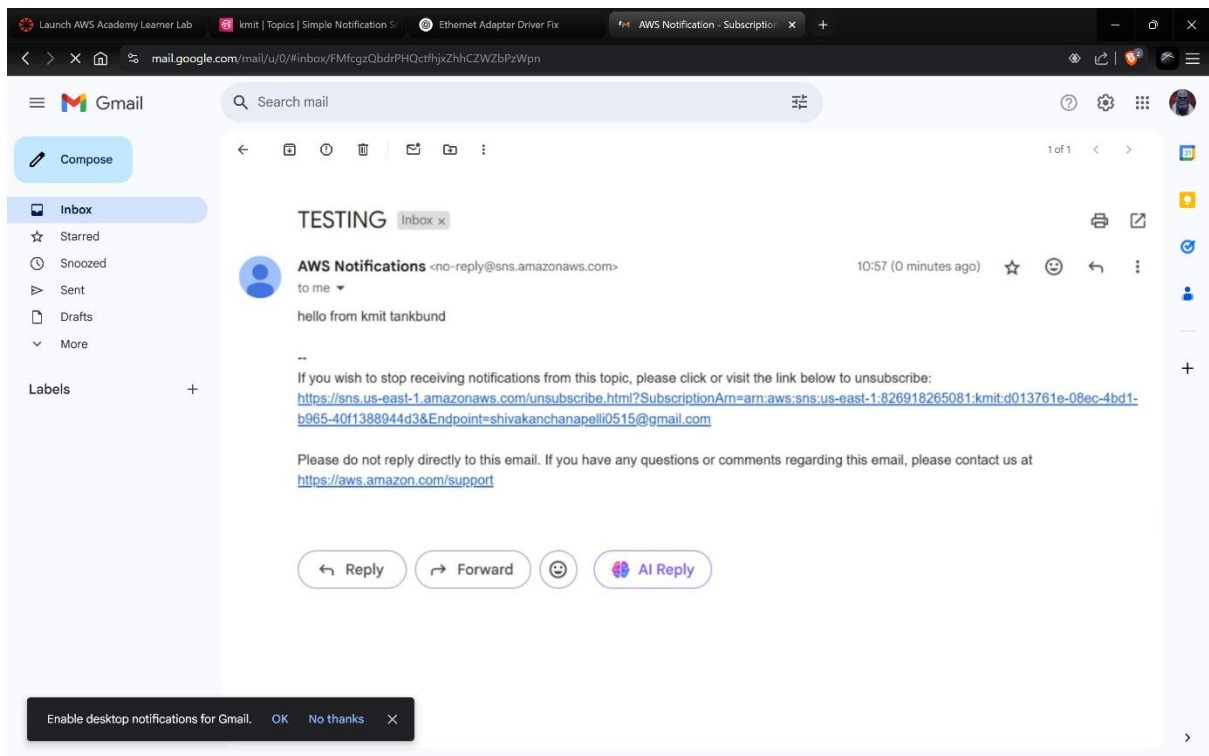 Launch AWS Academy Learner Lab
kmit | Topics | Simple Notification S
Ethernet Adapter Driver Fix
AWS Notification - Subscription
mail.google.com/mail/u/0/#inbox/FMfcgzQbdrPHQctfhjxZhhCZWZbPzWpn
2
Gmail
Search mail
Compose
1 of 1
31
Inbox
Starred
Snoozed
Sent
Drafts
More
Labels
TESTING Inbox x
AWS Notifications <no-reply@sns.amazonaws.com> 10:57 (0 minutes ago)
to me
hello from kmit tankbund
--
If you wish to stop receiving notifications from this topic, please click or visit the link below to unsubscribe:
https://sns.us-east-1.amazonaws.com/unsubscribe.html?SubscriptionArn=arn:aws:sns:us-east-1:826918265081:kmit:d013761e-08ec-4bd1-
b965-40f1388944d3&Endpoint=shivakanchanapelli0515@gmail.com
Please do not reply directly to this email. If you have any questions or comments regarding this email, please contact us at
https://aws.amazon.com/support
Reply
Forward
AI Reply
Enable desktop notifications for Gmail. OK No thanks